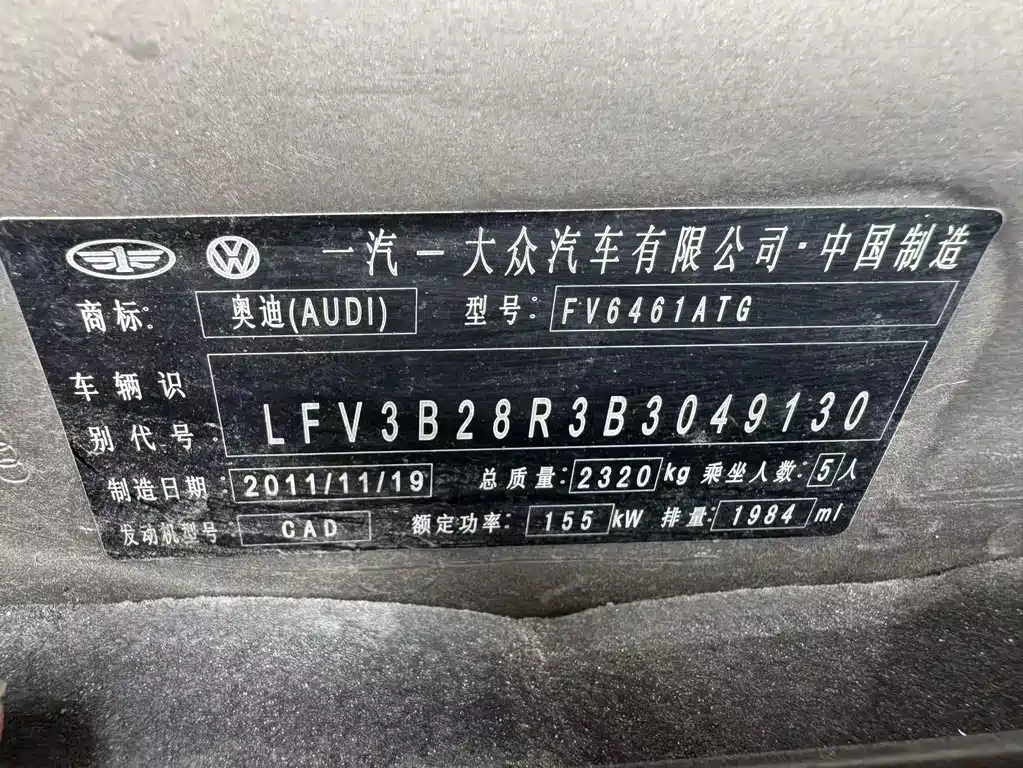 一汽－大众汽车有限公司·中国制造
商标: 奥迪(AUDI) 型号: FV6461ATG
车辆识
别代号: LFV3B28R3B3049130
制造日期: 2011/11/19 总质量: 2320 kg 乘坐人数: 5 人
发动机型号 CAD 额定功率: 155 kW 排量: 1984 ml